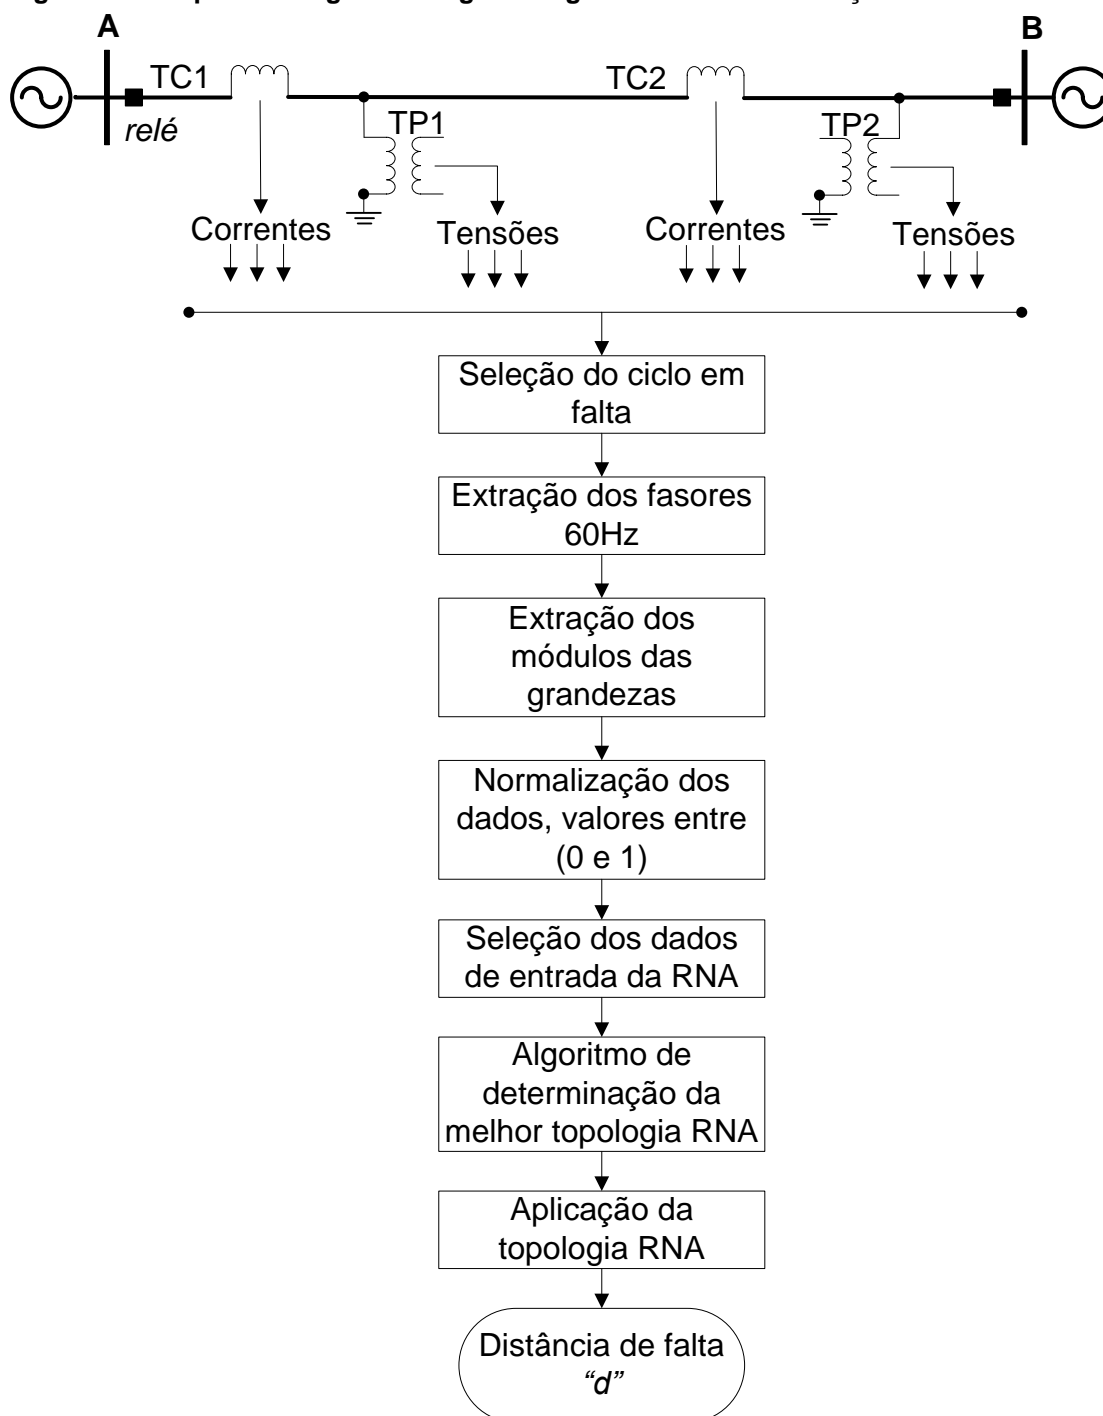 A
B
TC1
TC2
relé
TP1
TP2
Correntes
Tensões
Correntes
Tensões
Seleção do ciclo em
falta
Extração dos fasores
60Hz
Extração dos
módulos das
grandezas
Normalização dos
dados, valores entre
(0 e 1)
Seleção dos dados
de entrada da RNA
Algoritmo de
determinação da
melhor topologia RNA
Aplicação da
topologia RNA
Distância de falta
“d”